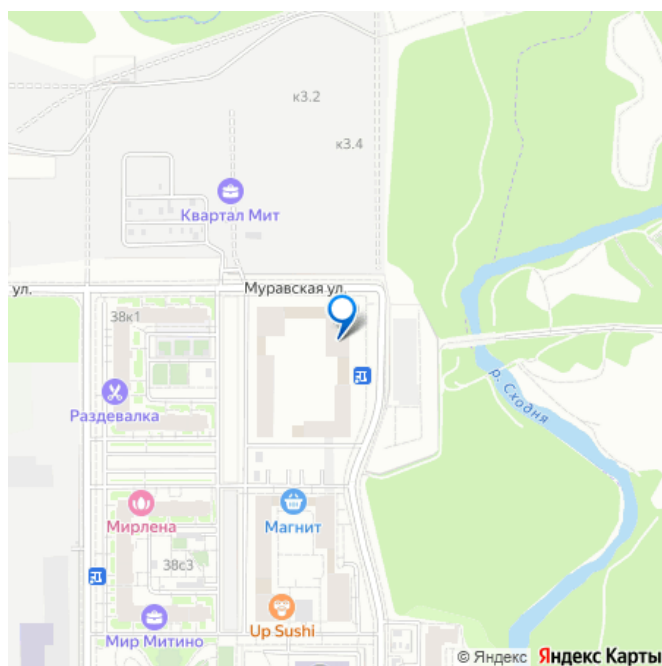 к3.2
к3.4
Квартал Мит
ул.
Муравская ул.
38к1
Раздевалка
р. Сходня
Мирлена
Магнит
38с3
Мир Митино
Up Sushi
© Яндекс Яндекс Карты